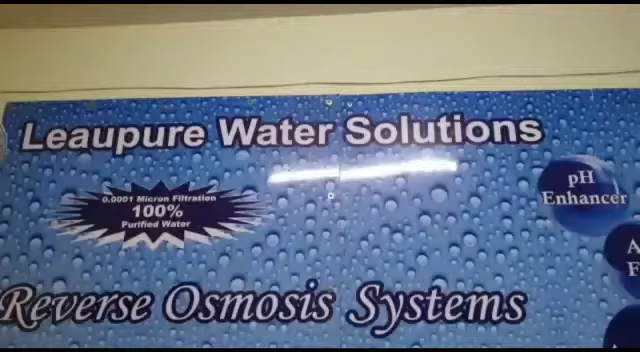 Leaupure Water Solutions
0.0001 Micron Filtration
100%
Purified Water
pH
Enhancer
A
F
Reverse Osmosis Systems